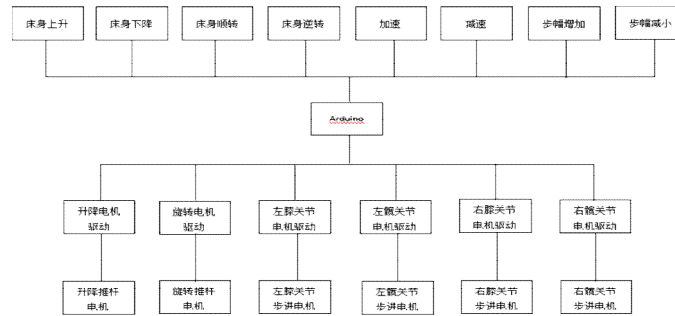 床身上升
床身下降
床身顺转
床身逆转
加速
减速
步幅增加
步幅减小
Arduino
升降电机
驱动
旋转电机
驱动
左膝关节
电机驱动
左髋关节
电机驱动
右膝关节
电机驱动
右髋关节
电机驱动
升降推杆
电机
旋转推杆
电机
左膝关节
步进电机
左髋关节
步进电机
右膝关节
步进电机
右髋关节
步进电机